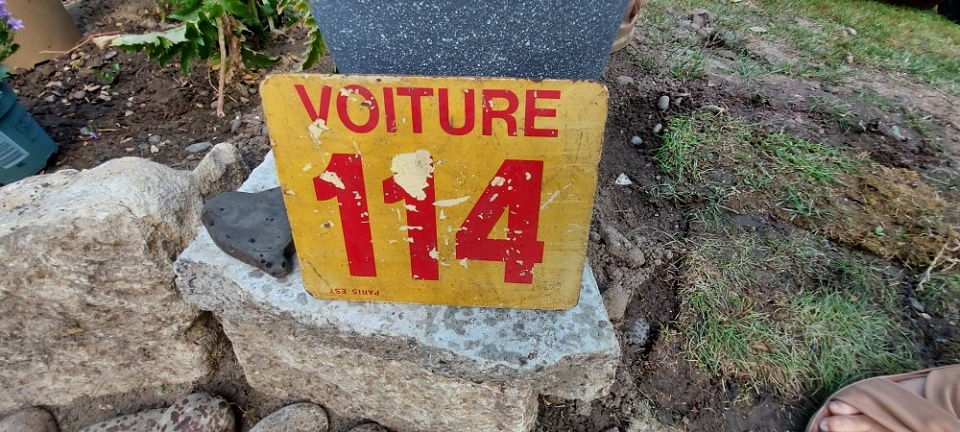 VOITURE
114
PARIS EST